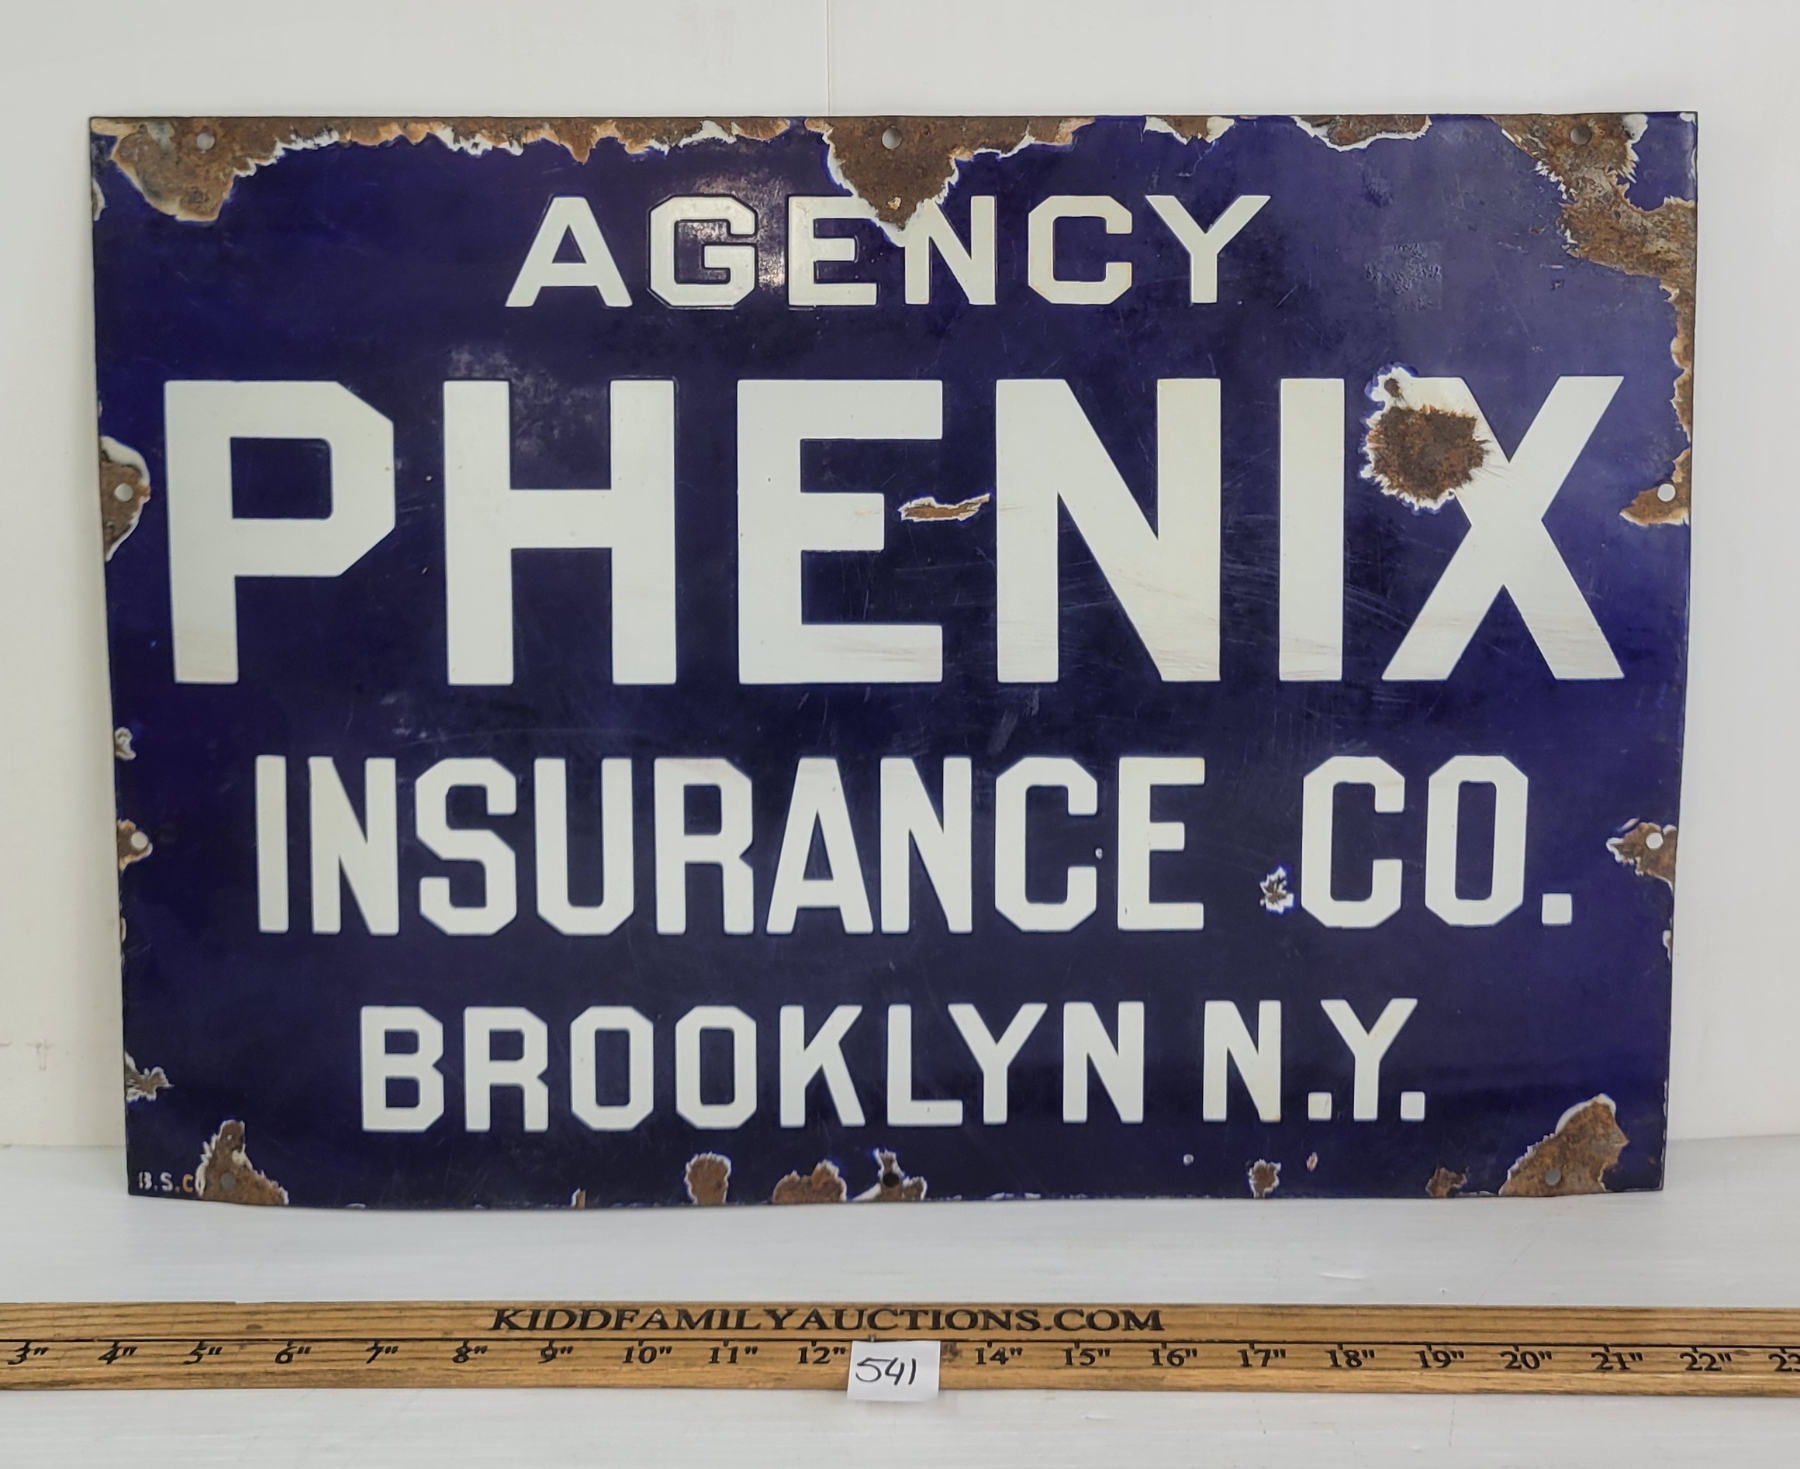 AGENCY
PHENIX
INSURANCE CO.
BROOKLYN N.Y.
B.S.Co
KIDDFAMILYAUCTIONS.COM
3" 4" 5" 6" 7" 8" 9" 10" 11" 12" 14" 15" 16" 17" 18" 19" 20" 21" 22" 23
541